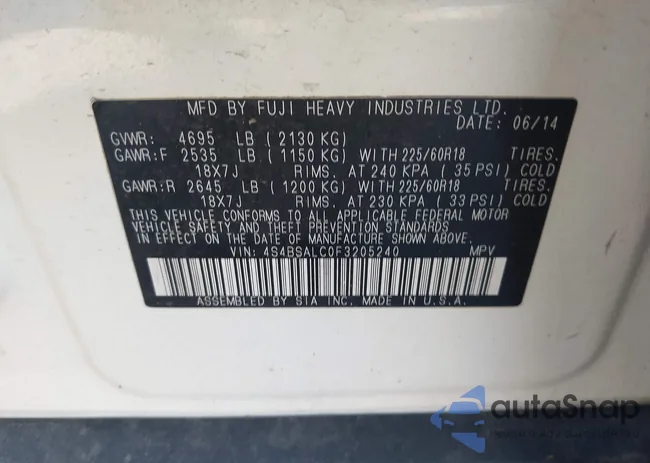 MFD BY FUJI HEAVY INDUSTRIES LTD.
DATE: 06/14
GVWR: 4695 LB (2130 KG)
GAWR:F 2535 LB (1150 KG) WITH 225/60R18 TIRES.
18X7J RIMS. AT 240 KPA (35 PSI) COLD
GAWR:R 2645 LB (1200 KG) WITH 225/60R18 TIRES.
18X7J RIMS. AT 230 KPA (33 PSI) COLD
THIS VEHICLE CONFORMS TO ALL APPLICABLE FEDERAL MOTOR
VEHICLE SAFETY AND THEFT PREVENTION STANDARDS
IN EFFECT ON THE DATE OF MANUFACTURE SHOWN ABOVE.
VIN: 4S4BSALC0F3205240 MPV
ASSEMBLED BY SIA INC. MADE IN U.S.A.
autoSnap